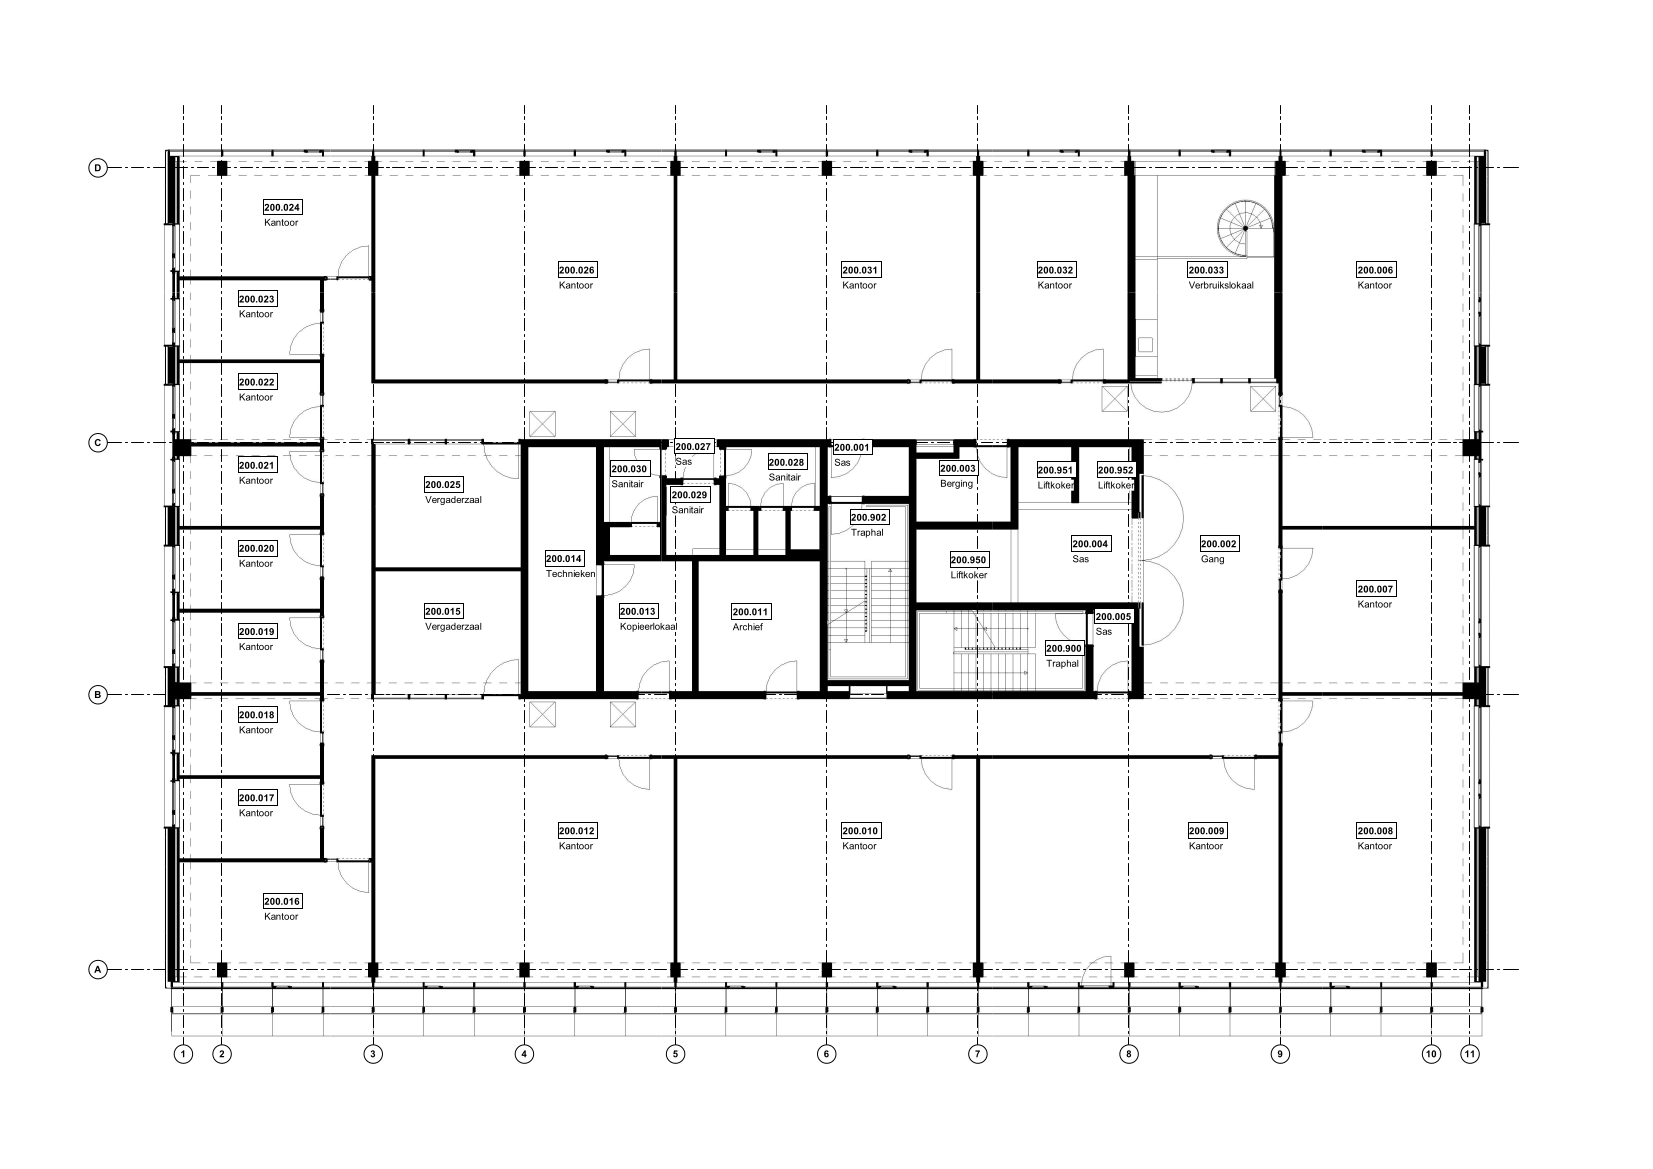 D
200.024
Kantoor
200.026
Kantoor
200.031
Kantoor
200.032
Kantoor
200.033
Verbruikslokaal
200.006
Kantoor
200.023
Kantoor
200.022
Kantoor
C
200.021
Kantoor
200.025
Vergaderzaal
200.030
Sanitair
200.027
Sas
200.029
Sanitair
200.028
Sanitair
200.001
Sas
200.003
Berging
200.951
Liftkoker
200.952
Liftkoker
200.902
Traphal
200.020
Kantoor
200.014
Technieken
200.950
Liftkoker
200.004
Sas
200.002
Gang
200.007
Kantoor
200.019
Kantoor
200.015
Vergaderzaal
200.013
Kopieerlokaal
200.011
Archief
200.005
Sas
200.900
Traphal
B
200.018
Kantoor
200.017
Kantoor
200.012
Kantoor
200.010
Kantoor
200.009
Kantoor
200.008
Kantoor
200.016
Kantoor
A
1
2
3
4
5
6
7
8
9
10
11